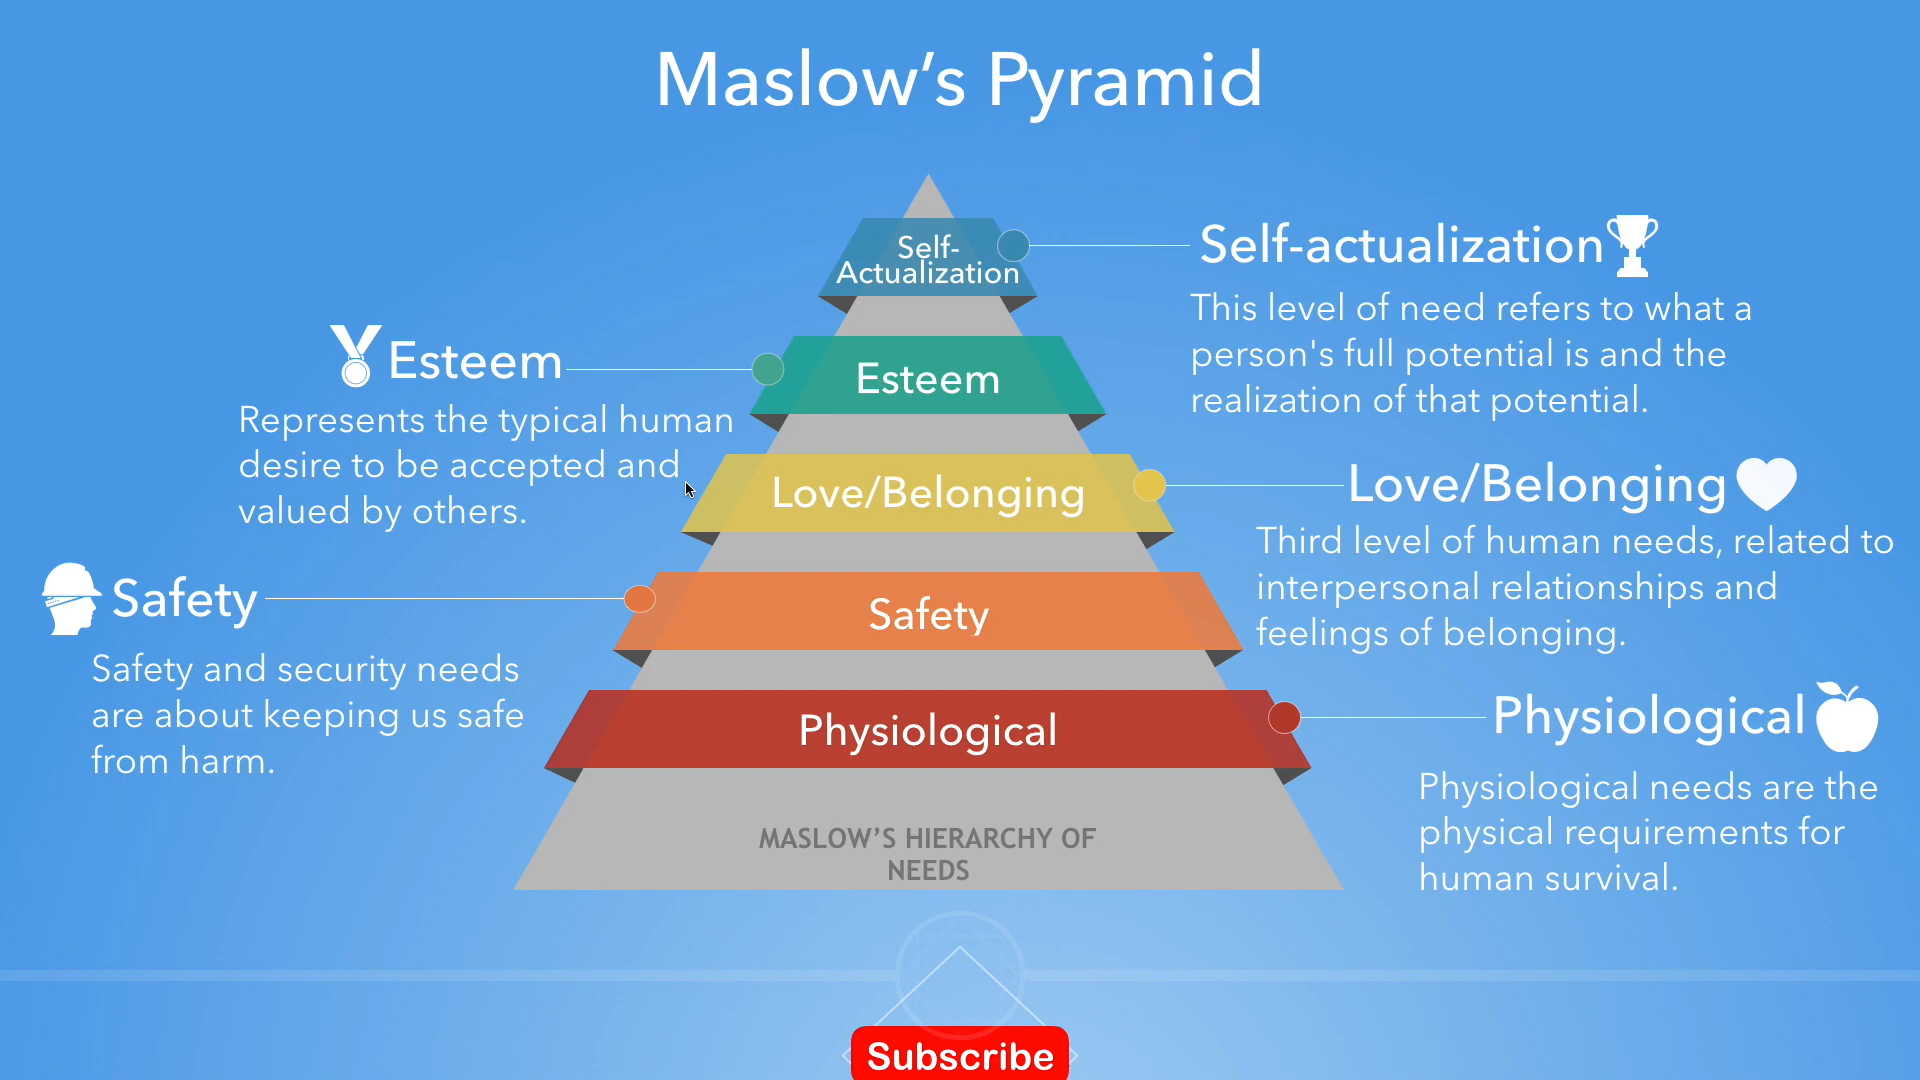 Maslow’s Pyramid
Self-
Actualization
Esteem
Love/Belonging
Safety
Physiological
MASLOW’S HIERARCHY OF
NEEDS
Self-actualization
This level of need refers to what a
person's full potential is and the
realization of that potential.
Esteem
Represents the typical human
desire to be accepted and
valued by others.
Love/Belonging
Third level of human needs, related to
interpersonal relationships and
feelings of belonging.
Safety
Safety and security needs
are about keeping us safe
from harm.
Physiological
Physiological needs are the
physical requirements for
human survival.
Subscribe